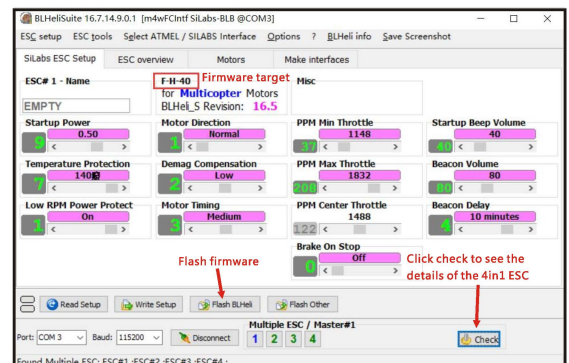 BLHeliSuite 16.7.14.9.0.1 [m4wFCIntf SiLabs-BLB @COM3]
ESC setup ESC tools Select ATMEL / SILABS Interface Options ? BLHeli info Save Screenshot
SiLabs ESC Setup ESC overview Motors Make interfaces
ESC# 1 - Name F-H-40 Firmware target Misc
for Multicopter Motors
EMPTY BLHeli_S Revision: 16.5
Startup Power Motor Direction PPM Min Throttle Startup Beep Volume
9 0.50 1 Normal 37 1148 40 40
Temperature Protection Demag Compensation PPM Max Throttle Beacon Volume
7 140 2 Low 208 1832 80 80
Low RPM Power Protect Motor Timing PPM Center Throttle Beacon Delay
1 On 3 Medium 122 1488 4 10 minutes
Brake On Stop
0 Off
Flash firmware
Click check to see the
details of the 4in1 ESC
Read Setup Write Setup Flash BLHeli Flash Other
Multiple ESC / Master#1
Port: COM 3 Baud: 115200 Disconnect 1 2 3 4 Check
Found Multiple ESC: ESC#1 :ESC#2 :ESC#3 :ESC#4 :